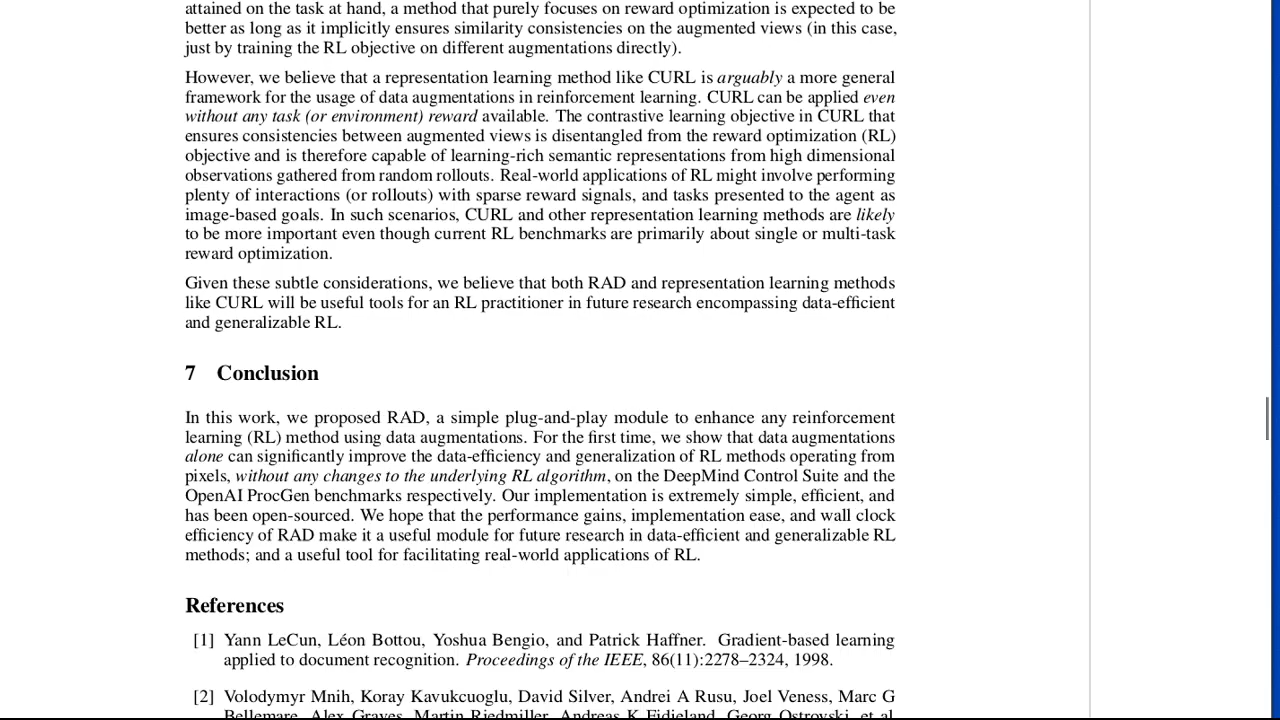 attained on the task at hand, a method that purely focuses on reward optimization is expected to be
better as long as it implicitly ensures similarity consistencies on the augmented views (in this case,
just by training the RL objective on different augmentations directly).
However, we believe that a representation learning method like CURL is arguably a more general
framework for the usage of data augmentations in reinforcement learning. CURL can be applied even
without any task (or environment) reward available. The contrastive learning objective in CURL that
ensures consistencies between augmented views is disentangled from the reward optimization (RL)
objective and is therefore capable of learning-rich semantic representations from high dimensional
observations gathered from random rollouts. Real-world applications of RL might involve performing
plenty of interactions (or rollouts) with sparse reward signals, and tasks presented to the agent as
image-based goals. In such scenarios, CURL and other representation learning methods are likely
to be more important even though current RL benchmarks are primarily about single or multi-task
reward optimization.
Given these subtle considerations, we believe that both RAD and representation learning methods
like CURL will be useful tools for an RL practitioner in future research encompassing data-efficient
and generalizable RL.
7 Conclusion
In this work, we proposed RAD, a simple plug-and-play module to enhance any reinforcement
learning (RL) method using data augmentations. For the first time, we show that data augmentations
alone can significantly improve the data-efficiency and generalization of RL methods operating from
pixels, without any changes to the underlying RL algorithm, on the DeepMind Control Suite and the
OpenAI ProcGen benchmarks respectively. Our implementation is extremely simple, efficient, and
has been open-sourced. We hope that the performance gains, implementation ease, and wall clock
efficiency of RAD make it a useful module for future research in data-efficient and generalizable RL
methods; and a useful tool for facilitating real-world applications of RL.
References
[1] Yann LeCun, Léon Bottou, Yoshua Bengio, and Patrick Haffner. Gradient-based learning
applied to document recognition. Proceedings of the IEEE, 86(11):2278–2324, 1998.
[2] Volodymyr Mnih, Koray Kavukcuoglu, David Silver, Andrei A Rusu, Joel Veness, Marc G
Bellemare, Alex Graves, Martin Riedmiller, Andreas K Fidjeland, Georg Ostrovski, et al.